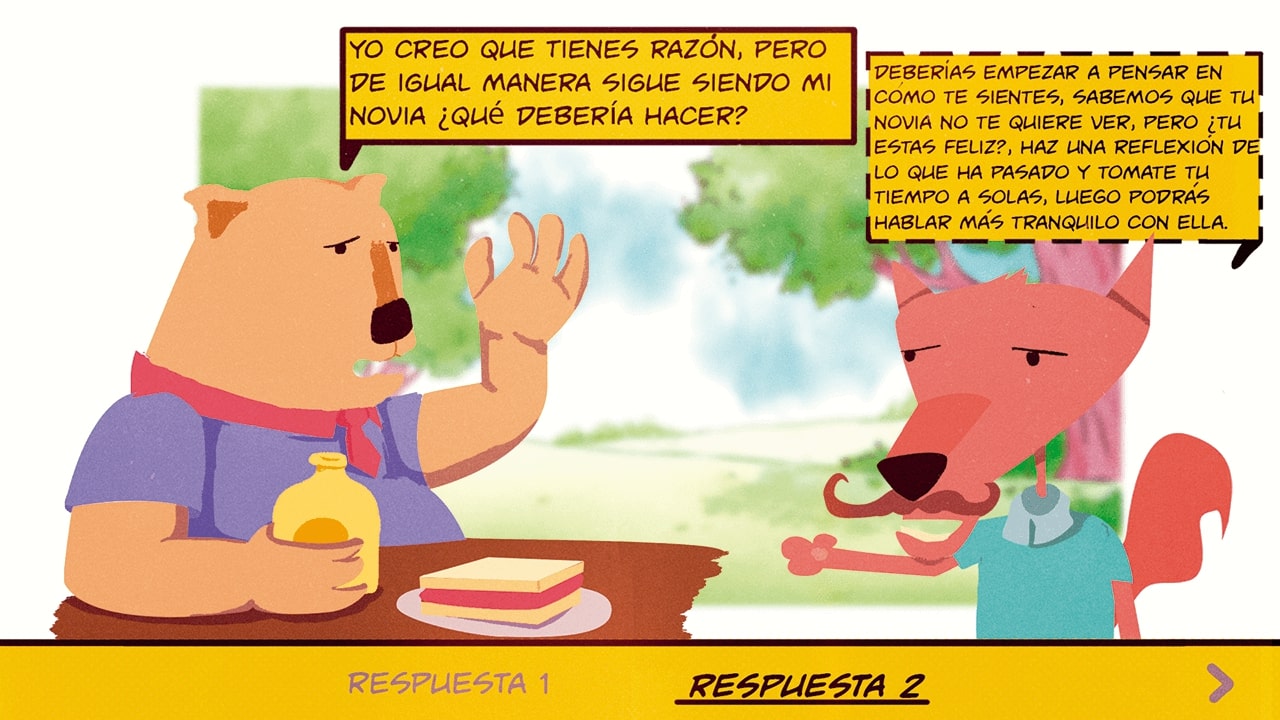 YO CREO QUE TIENES RAZÓN, PERO
DE IGUAL MANERA SIGUE SIENDO MI
NOVIA ¿QUé DEBERÍA HACER?
DEBERÍAS EMPEZAR A PENSAR EN
CÓMO TE SIENTES, SABEMOS QUE TU
NOVIA NO TE QUIERE VER, PERO ¿TU
ESTAS FELIZ?, HAZ UNA REFLEXIÓN DE
LO QUE HA PASADO Y TOMATE TU
TIEMPO A SOLAS, LUEGO PODRÁS
HABLAR MÁS TRANQUILO CON ELLA.
RESPUESTA 1
RESPUESTA 2